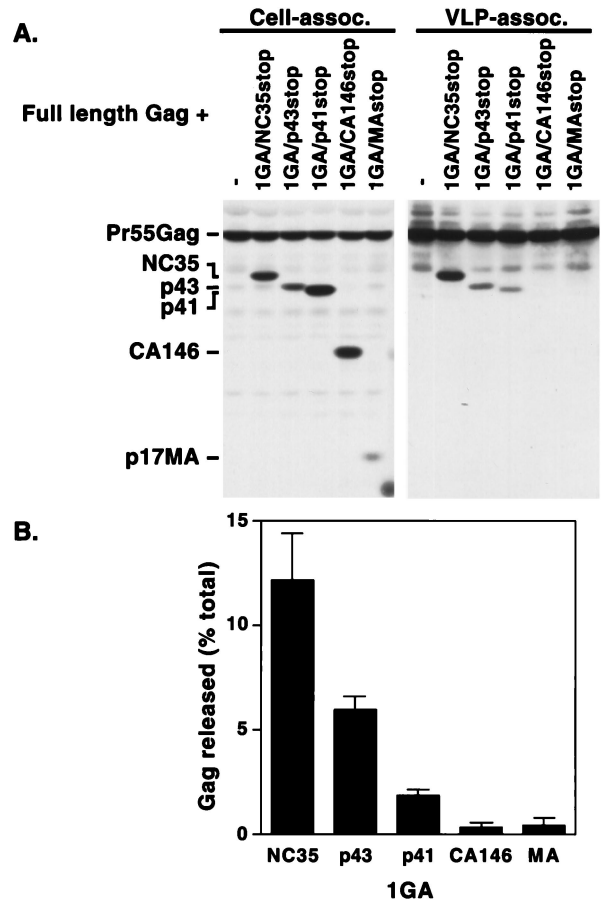 A.
Cell-assoc. VLP-assoc.
Full length Gag +
- 1GA/NC35stop 1GA/p43stop 1GA/p41stop 1GA/CA146stop 1GA/MAstop - 1GA/NC35stop 1GA/p43stop 1GA/p41stop 1GA/CA146stop 1GA/MAstop
Pr55Gag –
NC35
p43
p41
CA146 –
p17MA –
B.
Gag released (% total)
15
10
5
0
NC35 p43 p41 CA146 MA
1GA